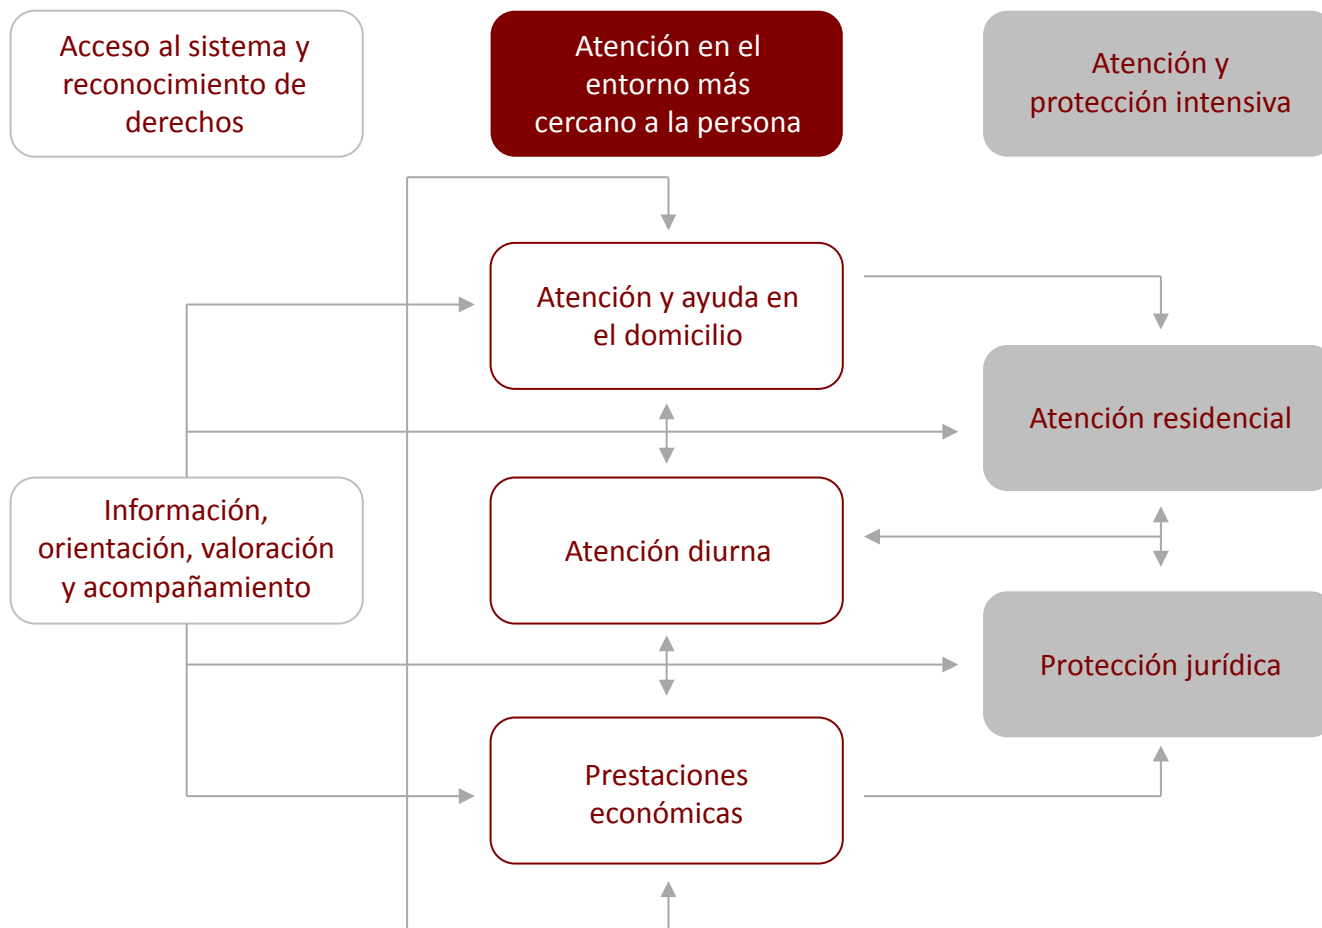 Acceso al sistema y
reconocimiento de
derechos
Atención en el
entorno más
cercano a la persona
Atención y
protección intensiva
Atención y ayuda en
el domicilio
Atención residencial
Información,
orientación, valoración
y acompañamiento
Atención diurna
Protección jurídica
Prestaciones
económicas